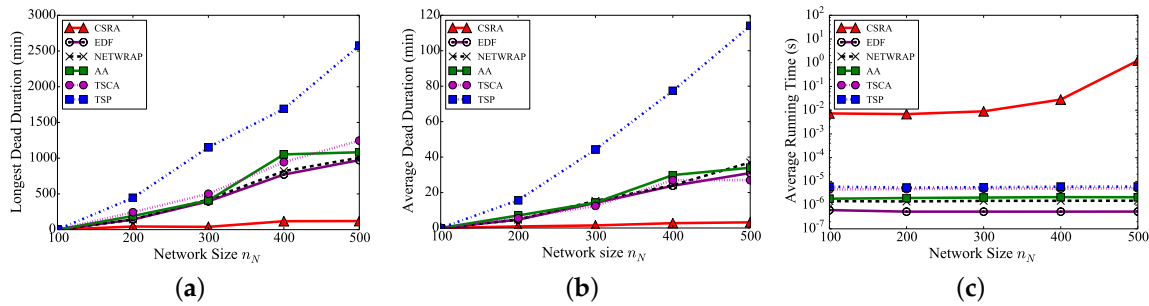 3000
2500
2000
1500
1000
500
0
100
200
300
400
500
Longest Dead Duration (min)
Network Size n_N
CSRA
EDF
NETWRAP
AA
TSCA
TSP
(a)
120
100
80
60
40
20
0
100
200
300
400
500
Average Dead Duration (min)
Network size n_N
CSRA
EDF
NETWRAP
AA
TSCA
TSP
(b)
10^2
10^1
10^0
10^-1
10^-2
10^-3
10^-4
10^-5
10^-6
10^-7
100
200
300
400
500
Average Running Time (s)
Network Size n_N
CSRA
EDF
NETWRAP
AA
TSCA
TSP
(c)